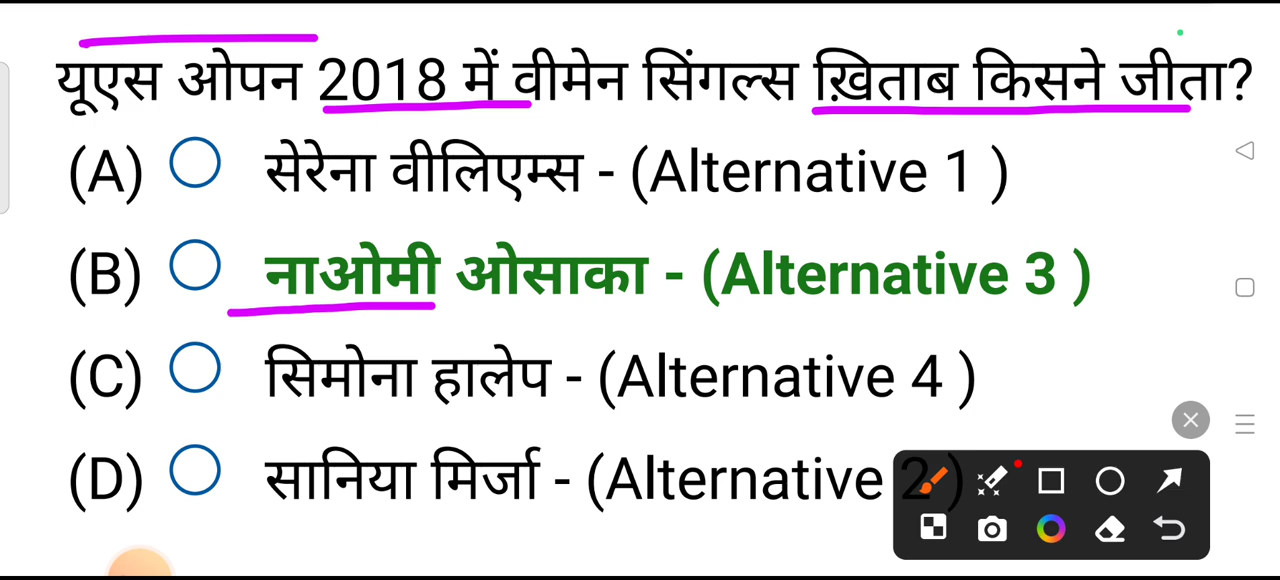 यूएस ओपन 2018 में वीमेन सिंगल्स ख़िताब किसने जीता?
(A) सेरेना वीलिएम्स - (Alternative 1 )
(B) नाओमी ओसाका - (Alternative 3 )
(C) सिमोना हालेप - (Alternative 4 )
(D) सानिया मिर्जा - (Alternative 2 )